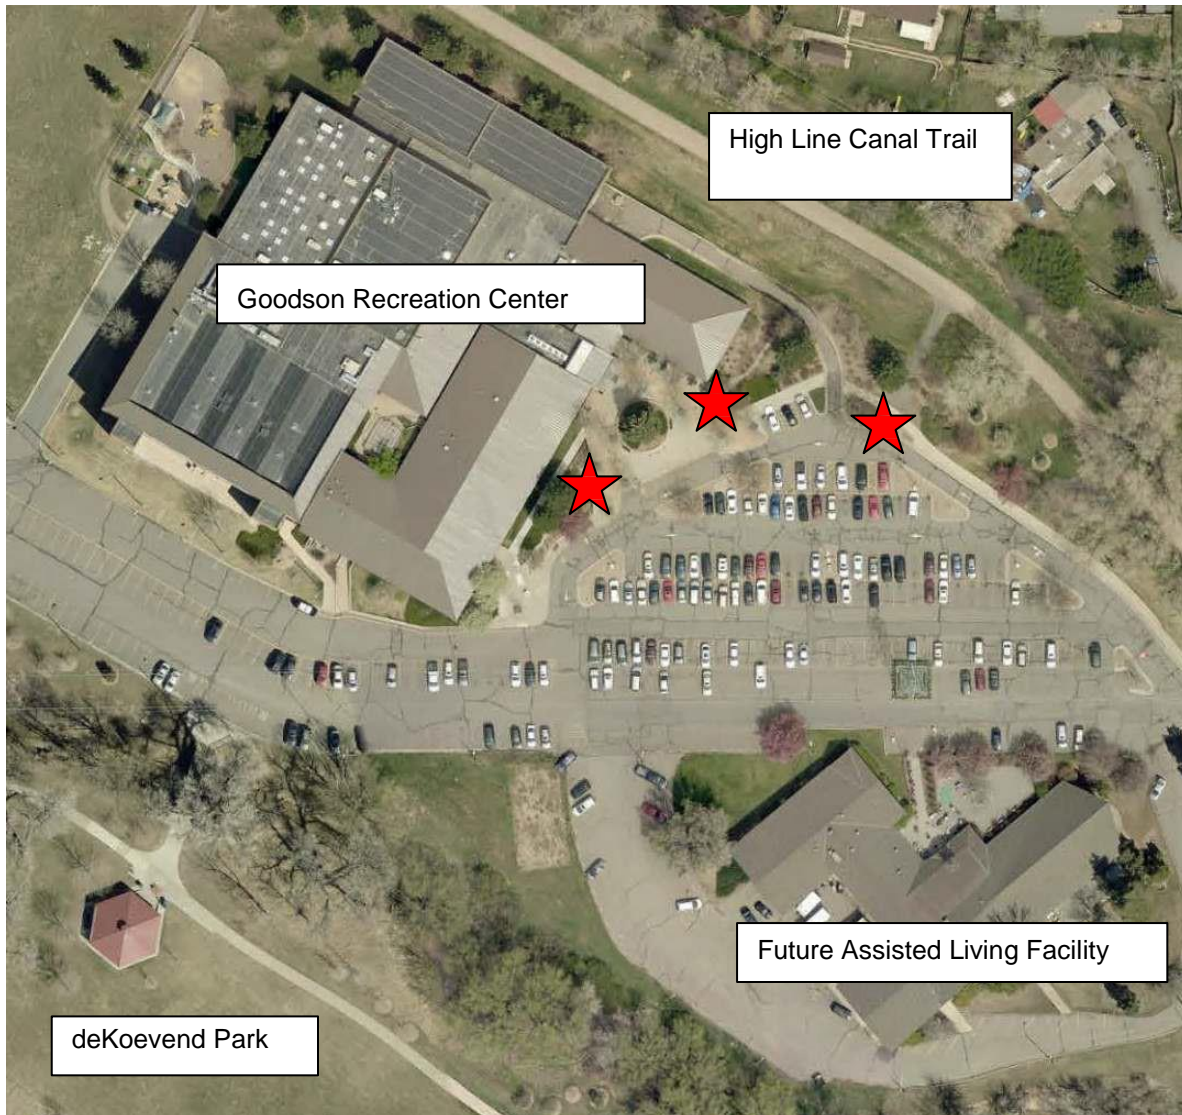 High Line Canal Trail
Goodson Recreation Center
Future Assisted Living Facility
deKoevend Park